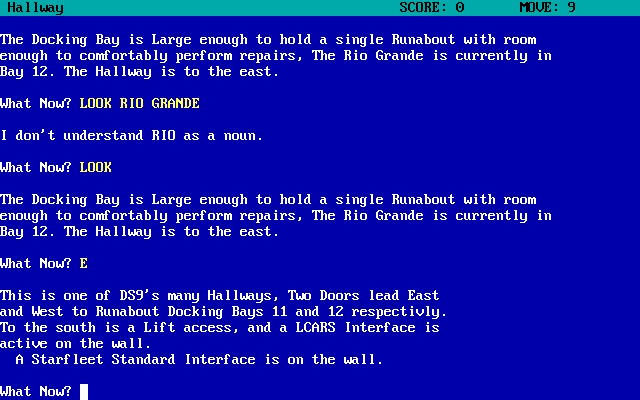 Hallway SCORE: 0 MOVE: 9
The Docking Bay is Large enough to hold a single Runabout with room
enough to comfortably perform repairs, The Rio Grande is currently in
Bay 12. The Hallway is to the east.
What Now? LOOK RIO GRANDE
I don't understand RIO as a noun.
What Now? LOOK
The Docking Bay is Large enough to hold a single Runabout with room
enough to comfortably perform repairs, The Rio Grande is currently in
Bay 12. The Hallway is to the east.
What Now? E
This is one of DS9's many Hallways, Two Doors lead East
and West to Runabout Docking Bays 11 and 12 respectivly.
To the south is a Lift access, and a LCARS Interface is
active on the wall.
A Starfleet Standard Interface is on the wall.
What Now?